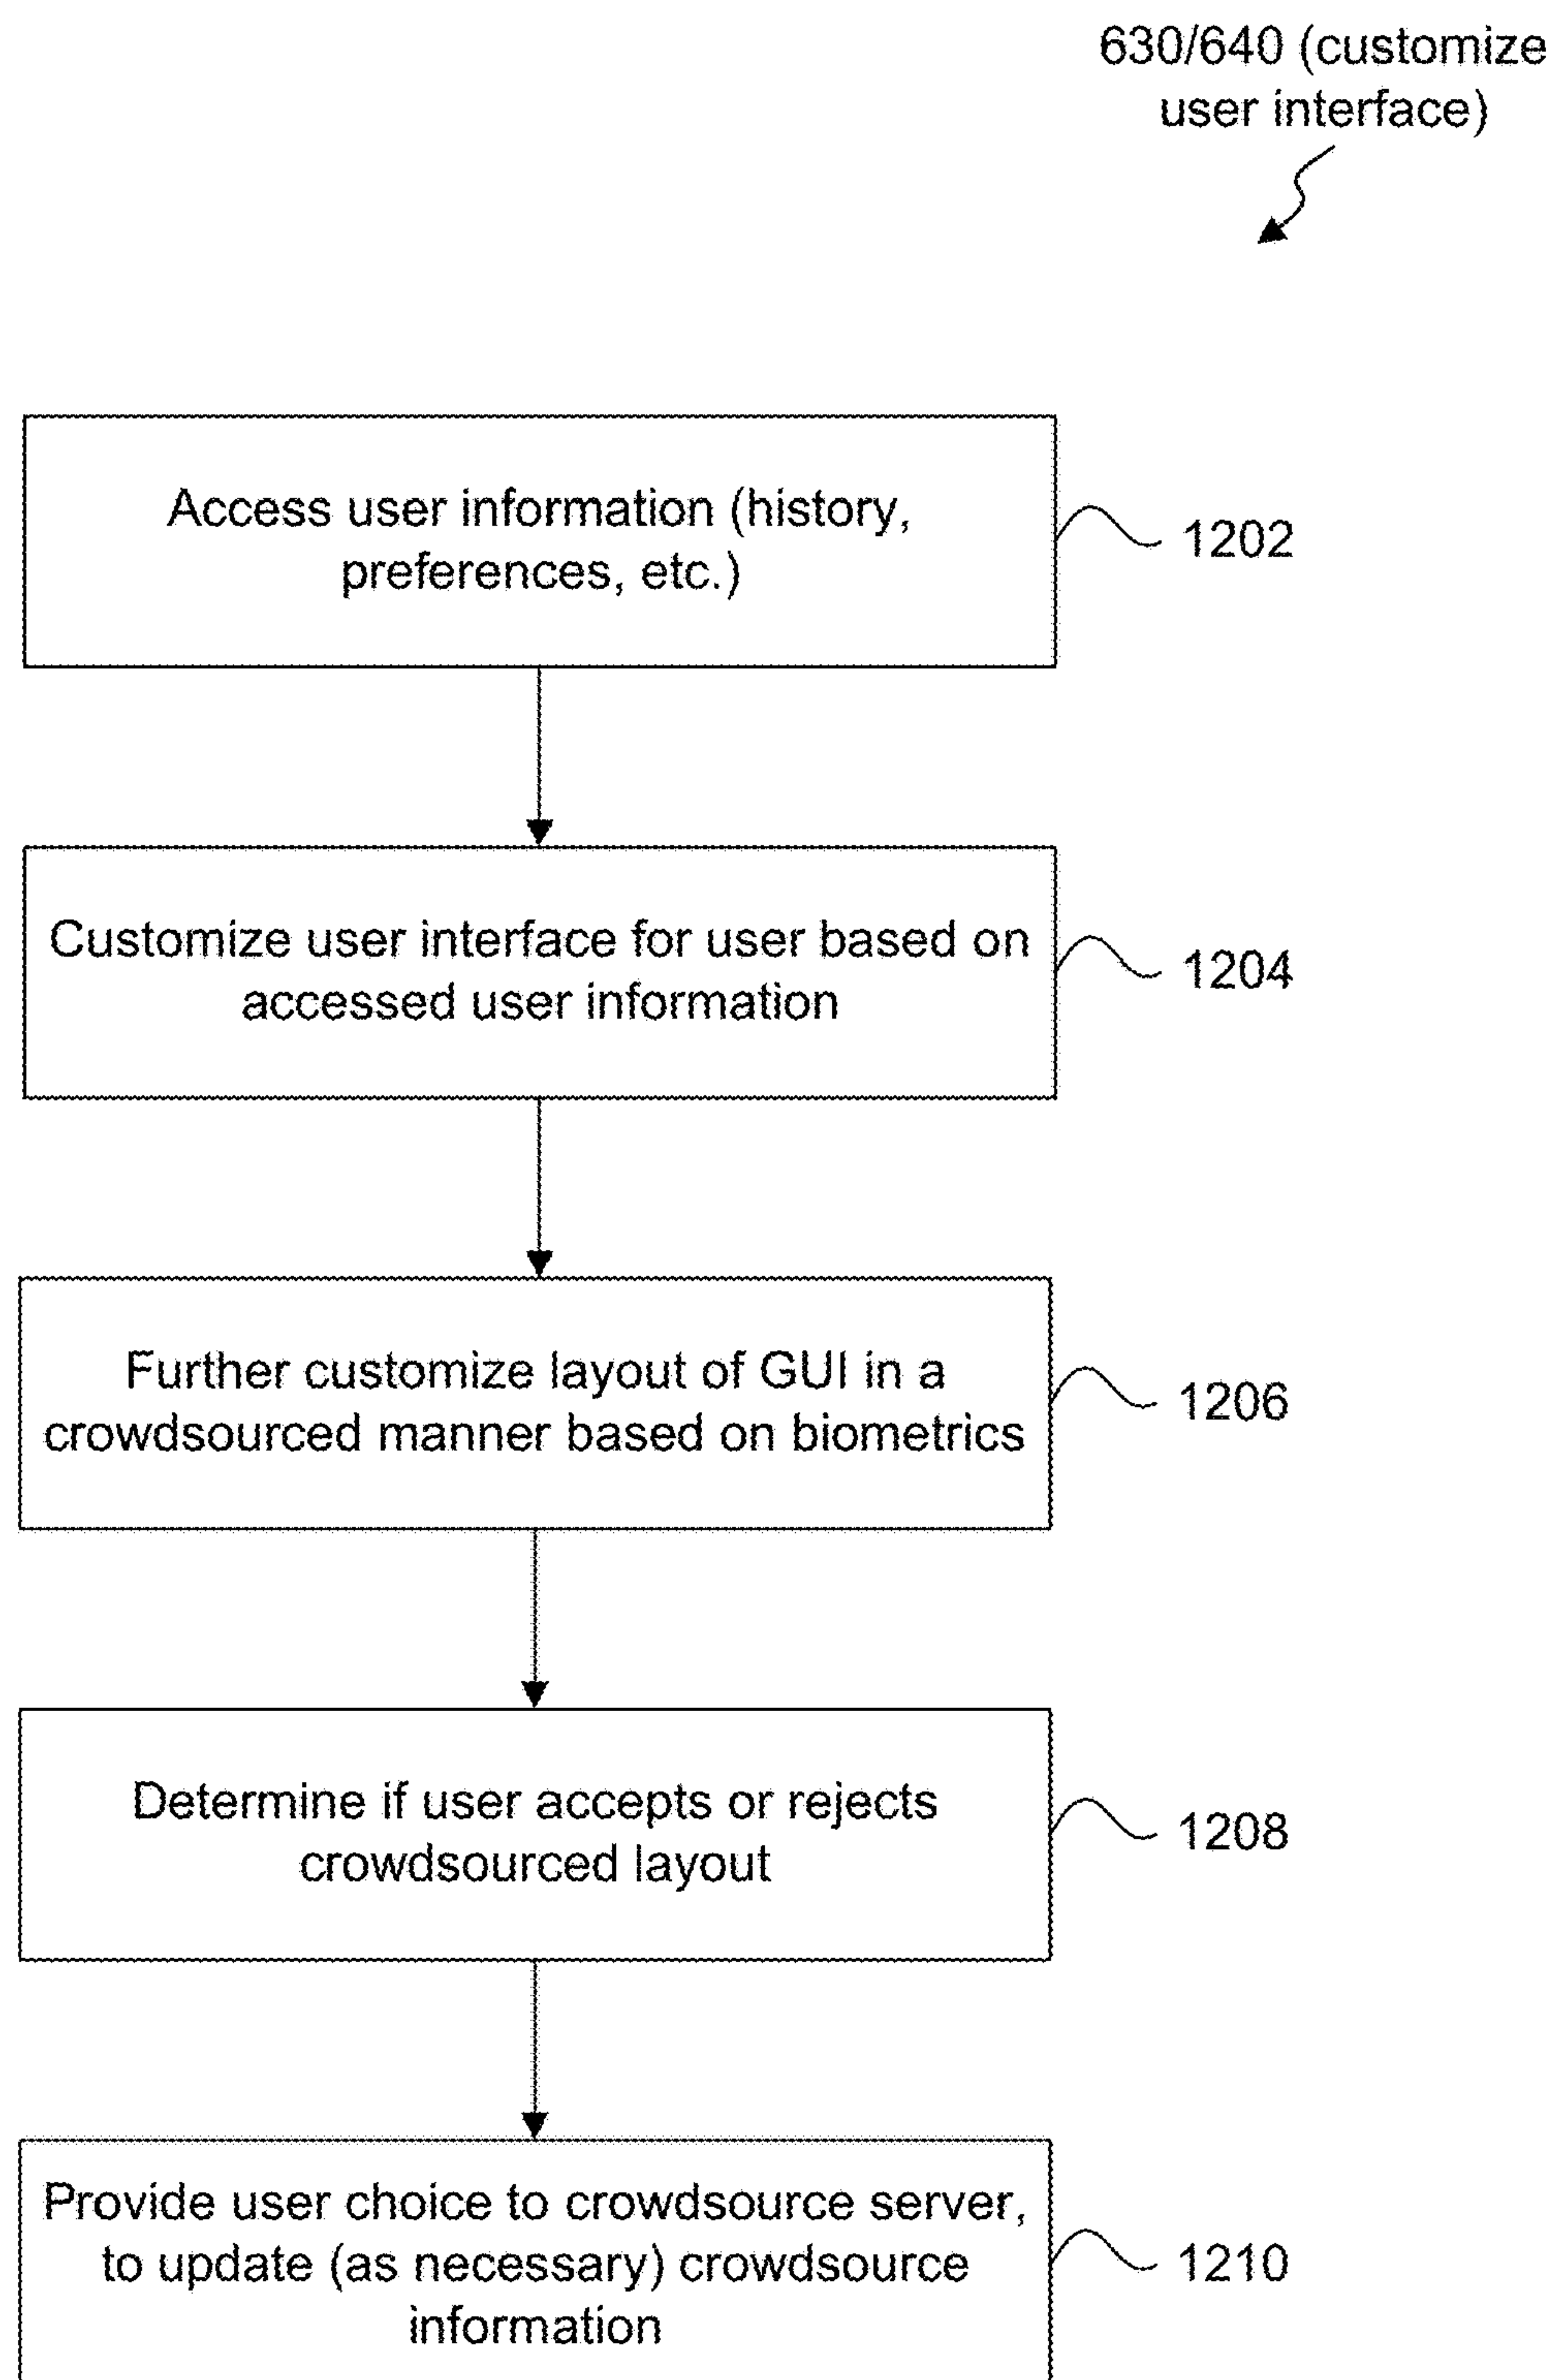 630/640 (customize
user interface)
Access user information (history,
preferences, etc.)
1202
Customize user interface for user based on
accessed user information
1204
Further customize layout of GUI in a
crowdsourced manner based on biometrics
1206
Determine if user accepts or rejects
crowdsourced layout
1208
Provide user choice to crowdsource server,
to update (as necessary) crowdsource
information
1210